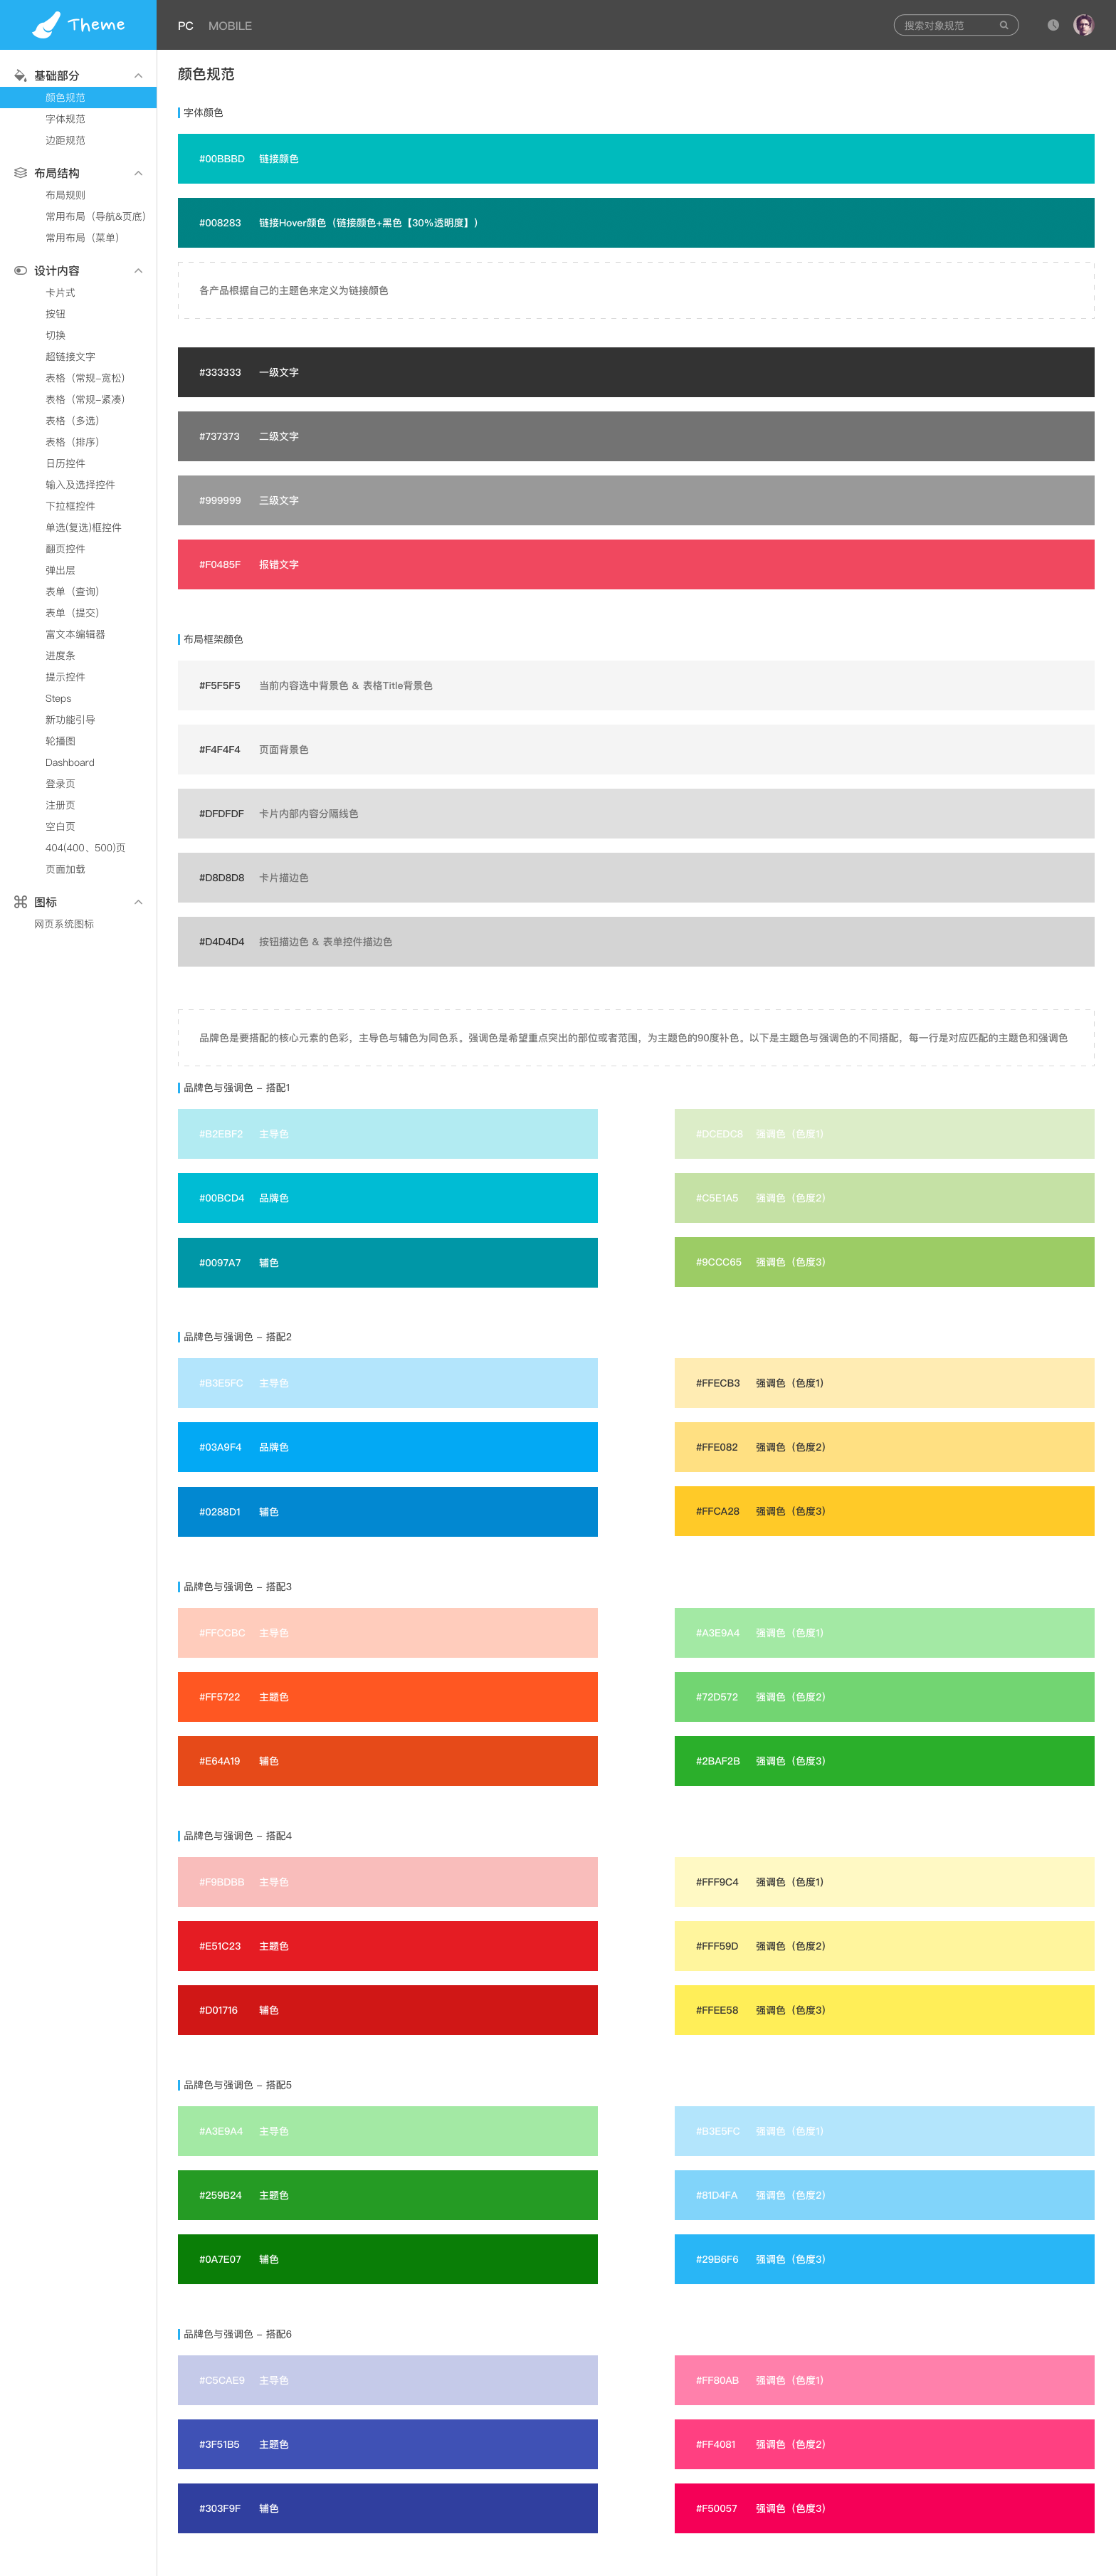 Theme
PC MOBILE
搜索对象规范
基础部分
颜色规范
字体规范
边距规范
布局结构
布局规则
常用布局（导航&页底）
常用布局（菜单）
设计内容
卡片式
按钮
切换
超链接文字
表格（常规-宽松）
表格（常规-紧凑）
表格（多选）
表格（排序）
日历控件
输入及选择控件
下拉框控件
单选(复选)框控件
翻页控件
弹出层
表单（查询）
表单（提交）
富文本编辑器
进度条
提示控件
Steps
新功能引导
轮播图
Dashboard
登录页
注册页
空白页
404(400、500)页
页面加载
图标
网页系统图标
颜色规范
字体颜色
#00BBBD 链接颜色
#008283 链接Hover颜色（链接颜色+黑色【30%透明度】）
各产品根据自己的主题色来定义为链接颜色
#333333 一级文字
#737373 二级文字
#999999 三级文字
#F0485F 报错文字
布局框架颜色
#F5F5F5 当前内容选中背景色 & 表格Title背景色
#F4F4F4 页面背景色
#DFDFDF 卡片内部内容分隔线色
#D8D8D8 卡片描边色
#D4D4D4 按钮描边色 & 表单控件描边色
品牌色是要搭配的核心元素的色彩，主导色与辅色为同色系。强调色是希望重点突出的部位或者范围，为主题色的90度补色。以下是主题色与强调色的不同搭配，每一行是对应匹配的主题色和强调色
品牌色与强调色 - 搭配1
#B2EBF2 主导色 #DCEDC8 强调色（色度1）
#00BCD4 品牌色 #C5E1A5 强调色（色度2）
#0097A7 辅色 #9CCC65 强调色（色度3）
品牌色与强调色 - 搭配2
#B3E5FC 主导色 #FFECB3 强调色（色度1）
#03A9F4 品牌色 #FFE082 强调色（色度2）
#0288D1 辅色 #FFCA28 强调色（色度3）
品牌色与强调色 - 搭配3
#FFCCBC 主导色 #A3E9A4 强调色（色度1）
#FF5722 主题色 #72D572 强调色（色度2）
#E64A19 辅色 #2BAF2B 强调色（色度3）
品牌色与强调色 - 搭配4
#F9BDBB 主导色 #FFF9C4 强调色（色度1）
#E51C23 主题色 #FFF59D 强调色（色度2）
#D01716 辅色 #FFEE58 强调色（色度3）
品牌色与强调色 - 搭配5
#A3E9A4 主导色 #B3E5FC 强调色（色度1）
#259B24 主题色 #81D4FA 强调色（色度2）
#0A7E07 辅色 #29B6F6 强调色（色度3）
品牌色与强调色 - 搭配6
#C5CAE9 主导色 #FF80AB 强调色（色度1）
#3F51B5 主题色 #FF4081 强调色（色度2）
#303F9F 辅色 #F50057 强调色（色度3）